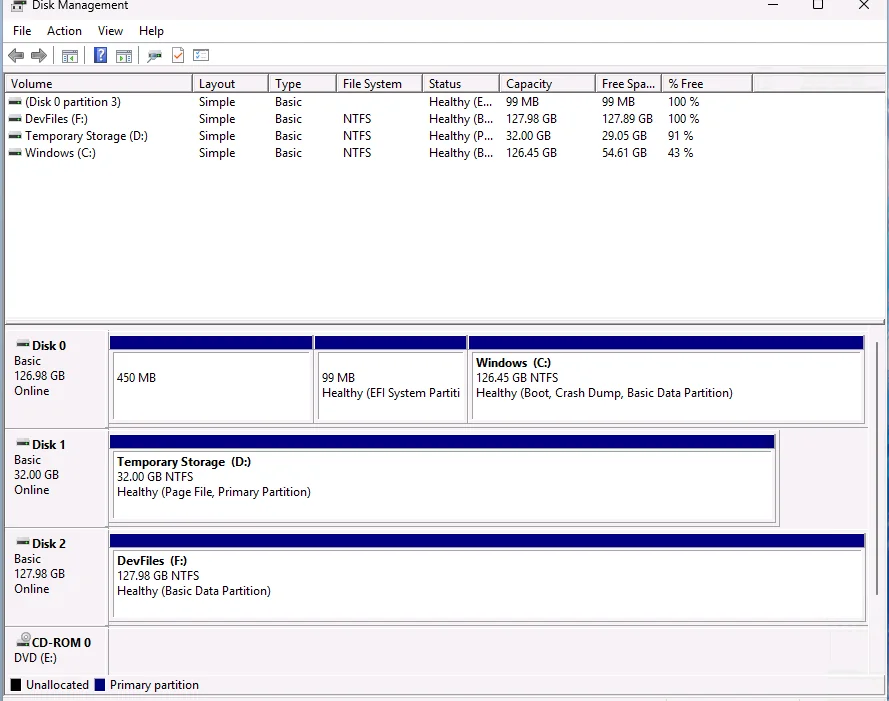 Disk Management
File Action View Help
Volume Layout Type File System Status Capacity Free Spa... % Free
(Disk 0 partition 3) Simple Basic Healthy (E... 99 MB 99 MB 100 %
DevFiles (F:) Simple Basic NTFS Healthy (B... 127.98 GB 127.89 GB 100 %
Temporary Storage (D:) Simple Basic NTFS Healthy (P... 32.00 GB 29.05 GB 91 %
Windows (C:) Simple Basic NTFS Healthy (B... 126.45 GB 54.61 GB 43 %
Disk 0
Basic
126.98 GB
Online
450 MB
99 MB
Healthy (EFI System Partiti
Windows (C:)
126.45 GB NTFS
Healthy (Boot, Crash Dump, Basic Data Partition)
Disk 1
Basic
32.00 GB
Online
Temporary Storage (D:)
32.00 GB NTFS
Healthy (Page File, Primary Partition)
Disk 2
Basic
127.98 GB
Online
DevFiles (F:)
127.98 GB NTFS
Healthy (Basic Data Partition)
CD-ROM 0
DVD (E:)
Unallocated Primary partition